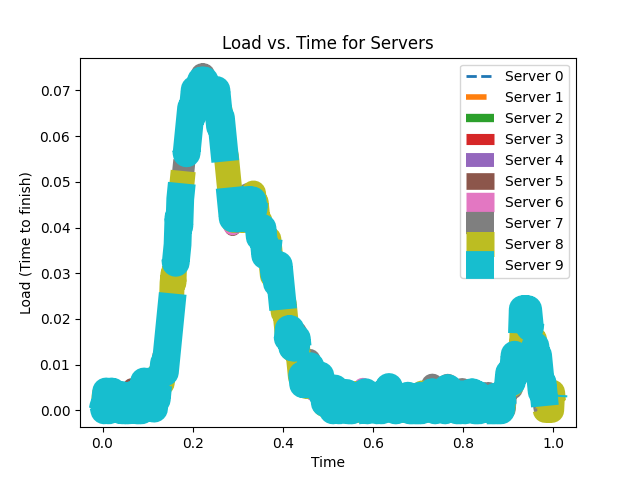 Load vs. Time for Servers
Load (Time to finish)
0.07
0.06
0.05
0.04
0.03
0.02
0.01
0.00
0.0
0.2
0.4
0.6
0.8
1.0
Time
Server 0
Server 1
Server 2
Server 3
Server 4
Server 5
Server 6
Server 7
Server 8
Server 9